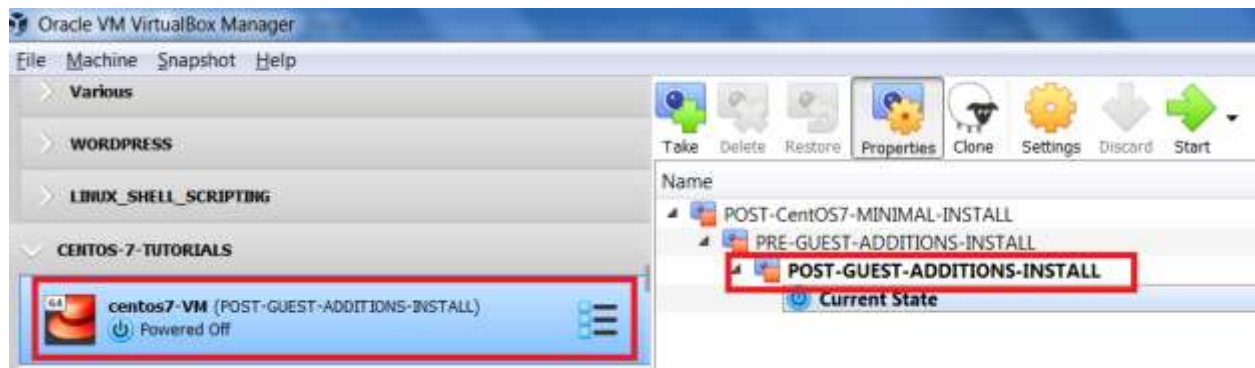 Oracle VM VirtualBox Manager
File Machine Snapshot Help
Various
WORDPRESS
LINUX_SHELL_SCRIPTING
CENTOS-7-TUTORIALS
64
centos7-VM (POST-GUEST-ADDITIONS-INSTALL)
Powered Off
Take Delete Restore Properties Clone Settings Discard Start
Name
POST-CentOS7-MINIMAL-INSTALL
PRE-GUEST-ADDITIONS-INSTALL
POST-GUEST-ADDITIONS-INSTALL
Current State